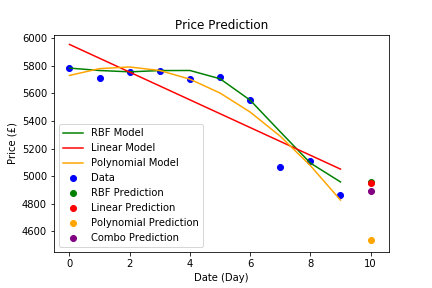 Price Prediction
6000
5800
5600
5400
5200
5000
4800
4600
Price (£)
RBF Model
Linear Model
Polynomial Model
Data
RBF Prediction
Linear Prediction
Polynomial Prediction
Combo Prediction
0 2 4 6 8 10
Date (Day)